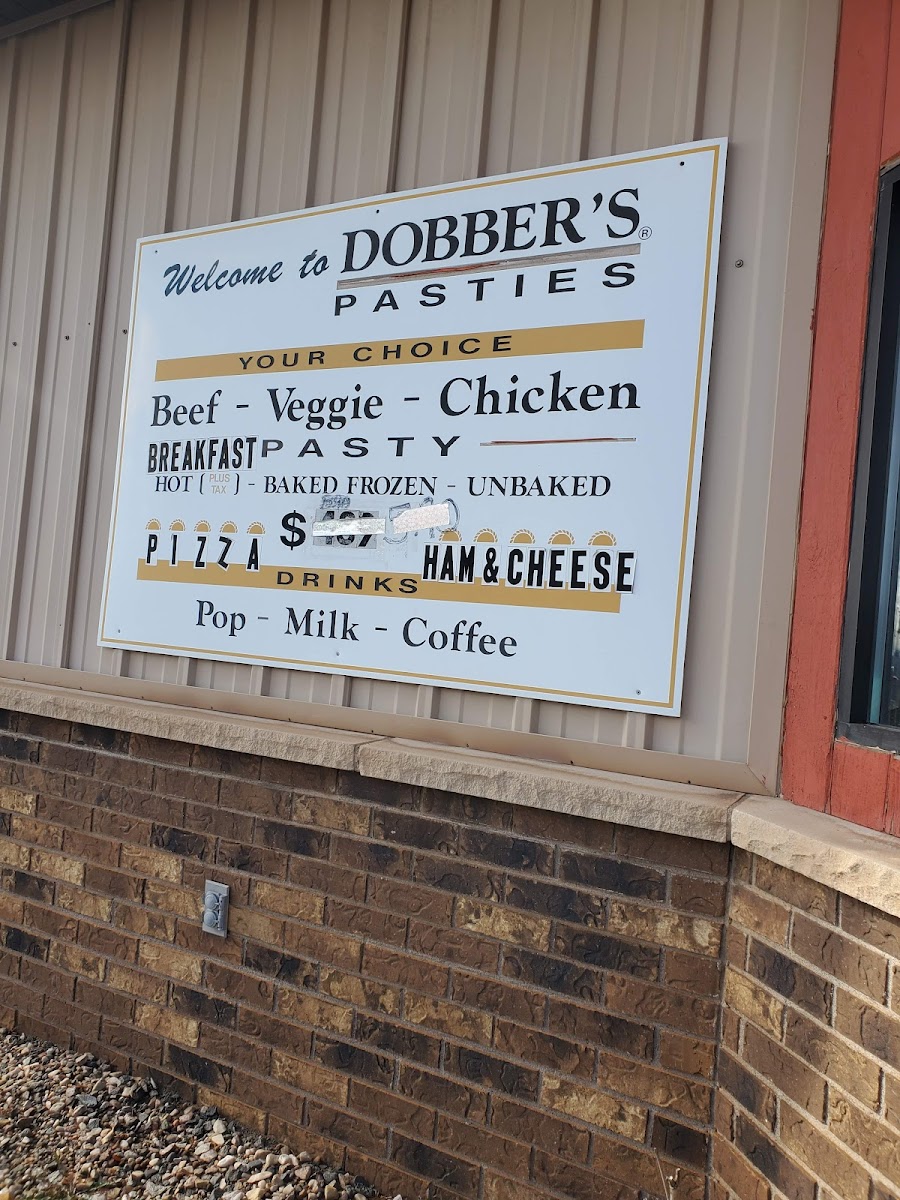 Welcome to DOBBER'S®
PASTIES
YOUR CHOICE
Beef - Veggie - Chicken
BREAKFAST PASTY
HOT (PLUS TAX) - BAKED FROZEN - UNBAKED
PIZZA $ HAM & CHEESE
DRINKS
Pop - Milk - Coffee